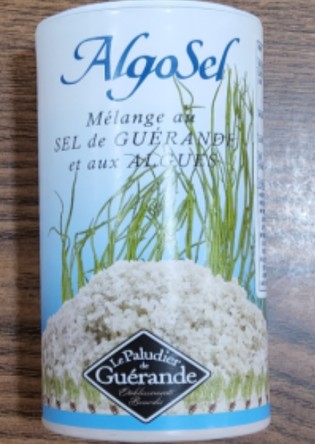 AlgoSel
Mélange au
SEL de GUÉRANDE
et aux ALGUES
Le Paludier
de
Guérande